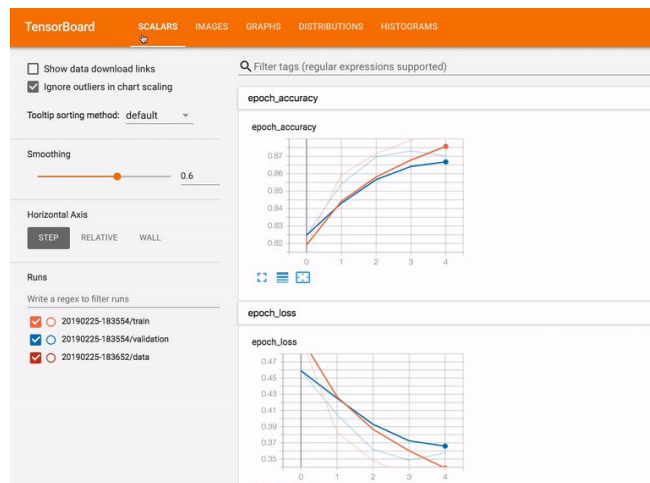 TensorBoard SCALARS IMAGES GRAPHS DISTRIBUTIONS HISTOGRAMS
Show data download links
Ignore outliers in chart scaling
Tooltip sorting method: default
Smoothing
0.6
Horizontal Axis
STEP RELATIVE WALL
Runs
Write a regex to filter runs
20190225-183554/train
20190225-183554/validation
20190225-183652/data
Filter tags (regular expressions supported)
epoch_accuracy
epoch_accuracy
0.87
0.86
0.85
0.84
0.83
0.82
0 1 2 3 4
epoch_loss
epoch_loss
0.47
0.45
0.43
0.41
0.39
0.37
0.35
0 1 2 3 4